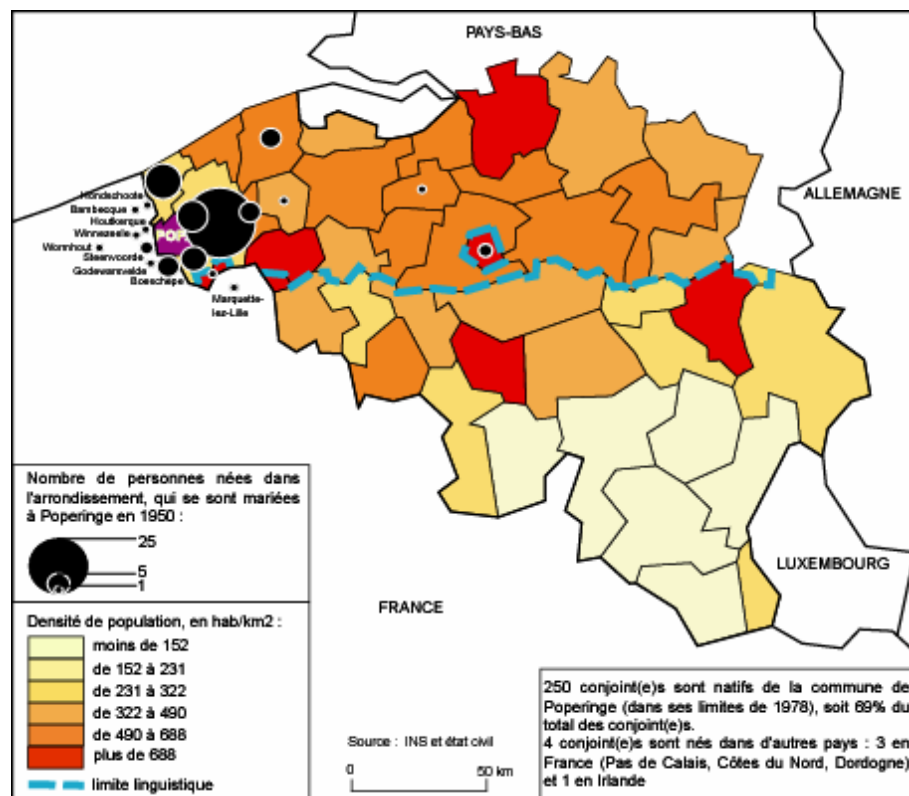 PAYS-BAS
ALLEMAGNE
Hondschoote
Bambecque
Houtkerque
Winnezeele
Wormhout
Steenvoorde
Godewarsvelde
Boeschepe
POP
Marquette-
lez-Lille
LUXEMBOURG
FRANCE
Nombre de personnes nées dans
l'arrondissement, qui se sont mariées
à Poperinge en 1950 :
25
5
1
Densité de population, en hab/km2 :
moins de 152
de 152 à 231
de 231 à 322
de 322 à 490
de 490 à 688
plus de 688
limite linguistique
Source : INS et état civil
0 50 km
250 conjoint(e)s sont natifs de la commune de
Poperinge (dans ses limites de 1978), soit 69% du
total des conjoint(e)s.
4 conjoint(e)s sont nés dans d'autres pays : 3 en
France (Pas de Calais, Côtes du Nord, Dordogne)
et 1 en Irlande